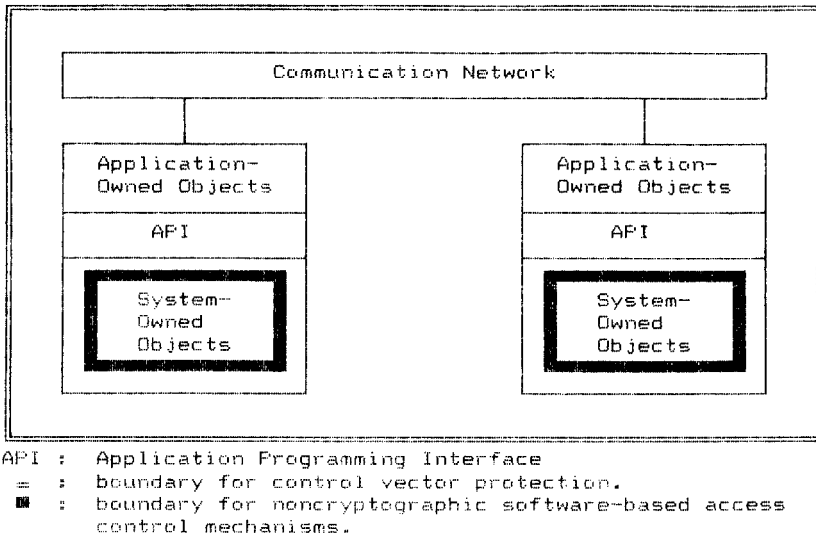 Communication Network
Application-
Owned Objects
API
System-
Owned
Objects
Application-
Owned Objects
API
System-
Owned
Objects
API : Application Programming Interface
= : boundary for control vector protection.
■ : boundary for noncryptographic software-based access
control mechanisms.